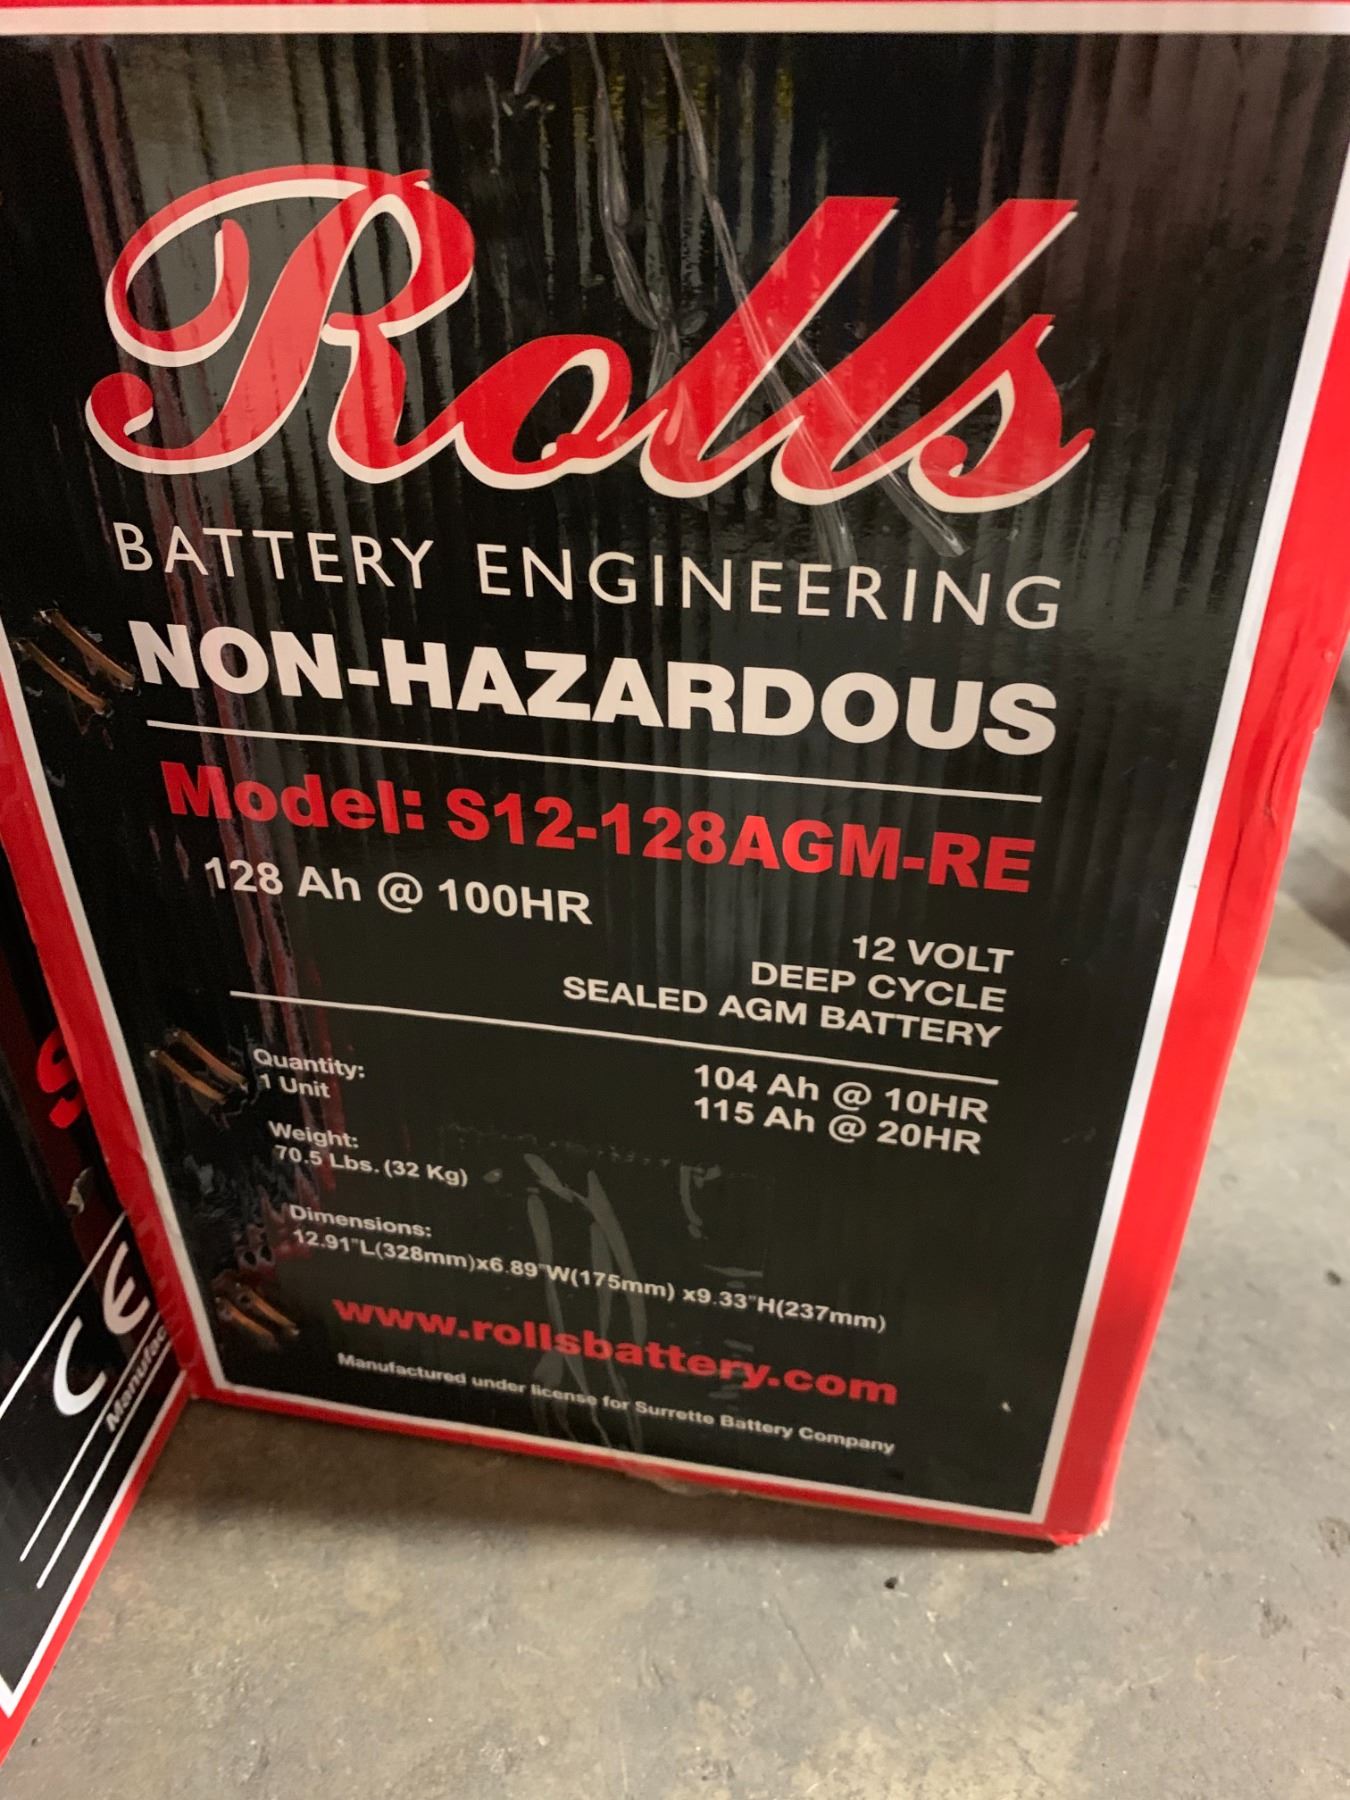 Rolls
BATTERY ENGINEERING
NON-HAZARDOUS
Model: S12-128AGM-RE
128 Ah @ 100HR
12 VOLT
DEEP CYCLE
SEALED AGM BATTERY
Quantity:
1 Unit
104 Ah @ 10HR
115 Ah @ 20HR
Weight:
70.5 Lbs. (32 Kg)
Dimensions:
12.91"L(328mm)x6.89"W(175mm) x9.33"H(237mm)
www.rollsbattery.com
Manufactured under license for Surrette Battery Company
S
CE
Manufac